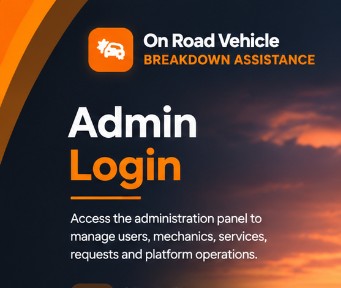 On Road Vehicle
BREAKDOWN ASSISTANCE
Admin
Login
Access the administration panel to
manage users, mechanics, services,
requests and platform operations.